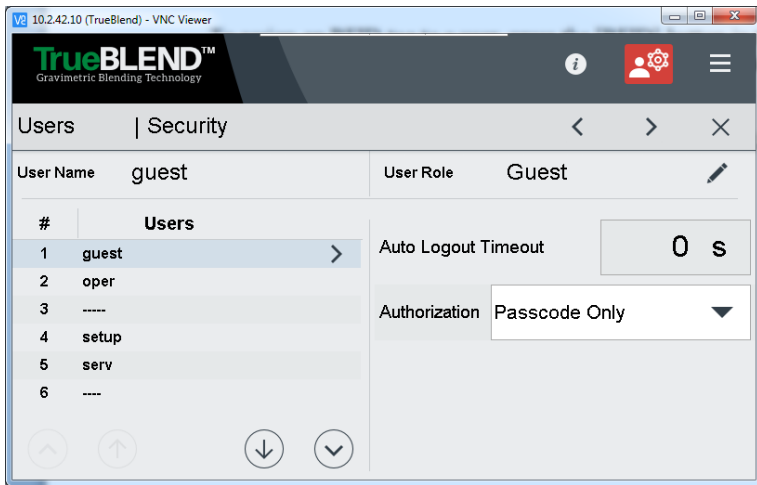 10.2.42.10 (TrueBlend) - VNC Viewer
TrueBLEND™
Gravimetric Blending Technology
Users | Security
User Name guest User Role Guest
# Users
1 guest
2 oper
3 -----
4 setup
5 serv
6 ----
Auto Logout Timeout 0 s
Authorization Passcode Only